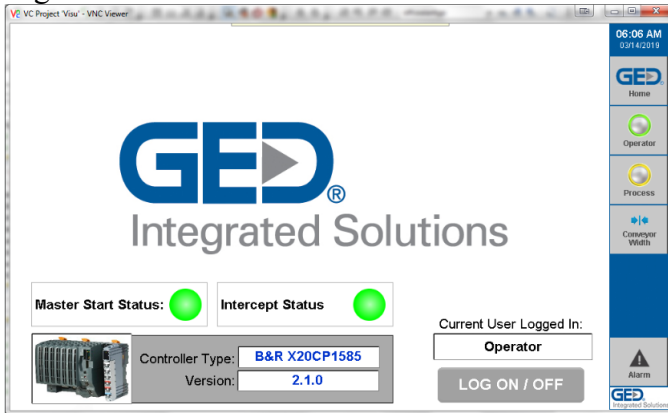 VC Project 'Visu' - VNC Viewer
06:06 AM
03/14/2019
GED
Home
Operator
Process
Conveyor
Width
GED®
Integrated Solutions
Master Start Status:
Intercept Status
Controller Type: B&R X20CP1585
Version: 2.1.0
Current User Logged In:
Operator
LOG ON / OFF
Alarm
GED
Integrated Solutions